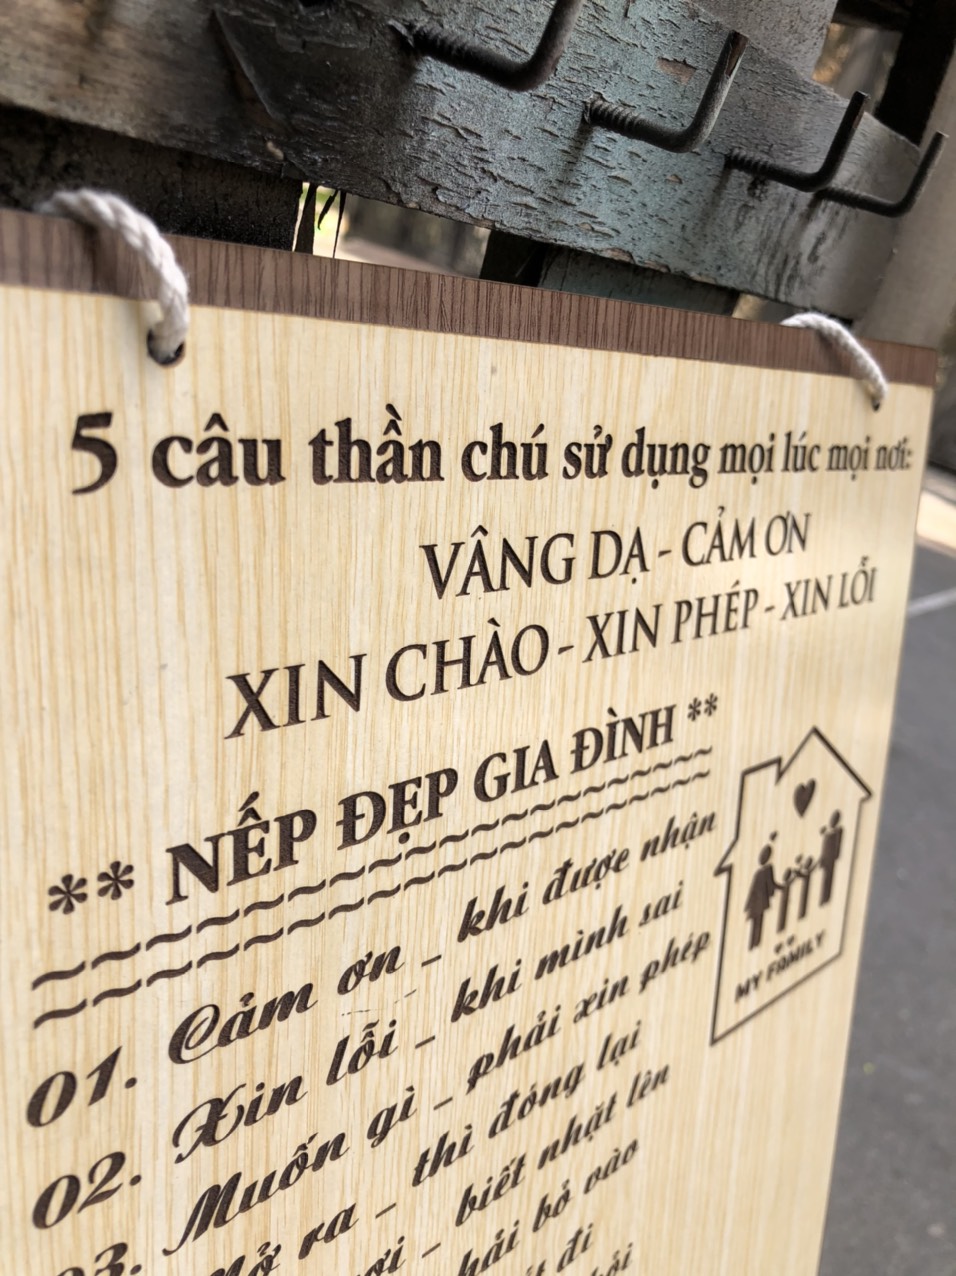 5 câu thần chú sử dụng mọi lúc mọi nơi:
VÂNG DẠ - CẢM ƠN
XIN CHÀO - XIN PHÉP - XIN LỖI
** NẾP ĐẸP GIA ĐÌNH **
MY FAMILY
01. Cảm ơn _ khi được nhận
02. Xin lỗi _ khi mình sai
03. Muốn gì _ phải xin phép
Mở ra _ thì đóng lại
_ biết nhặt lên
bỏ vào
đi